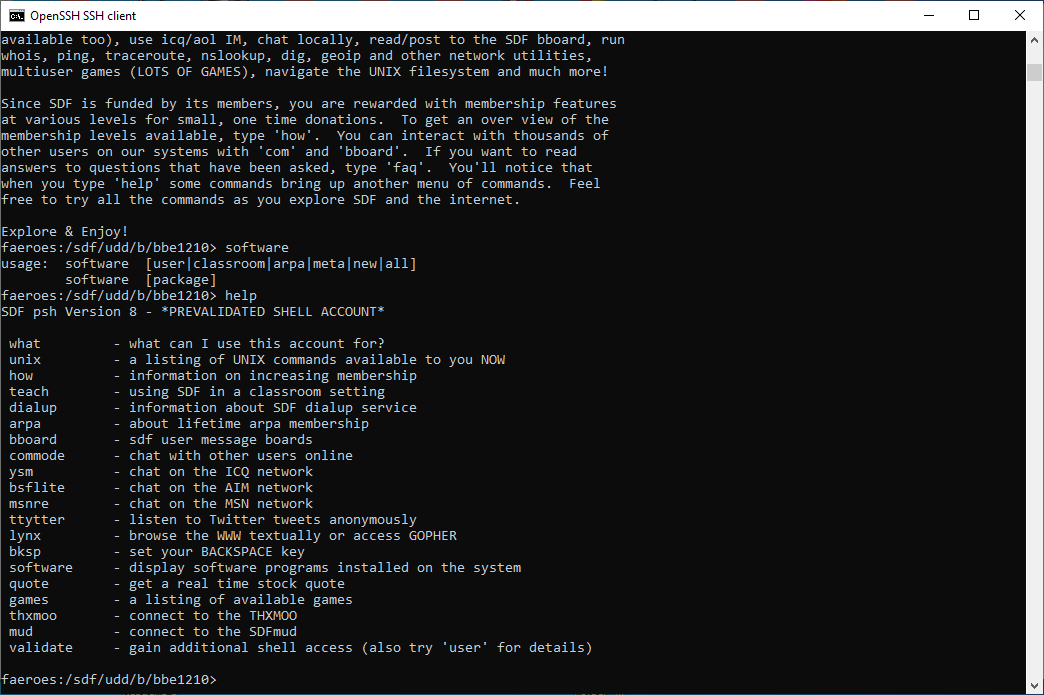 OpenSSH SSH client
available too), use icq/aol IM, chat locally, read/post to the SDF bboard, run
whois, ping, traceroute, nslookup, dig, geoip and other network utilities,
multiuser games (LOTS OF GAMES), navigate the UNIX filesystem and much more!

Since SDF is funded by its members, you are rewarded with membership features
at various levels for small, one time donations.  To get an over view of the
membership levels available, type 'how'.  You can interact with thousands of
other users on our systems with 'com' and 'bboard'.  If you want to read
answers to questions that have been asked, type 'faq'.  You'll notice that
when you type 'help' some commands bring up another menu of commands.  Feel
free to try all the commands as you explore SDF and the internet.

Explore & Enjoy!
faeroes:/sdf/udd/b/bbe1210> software
usage:  software  [user|classroom|arpa|meta|new|all]
        software  [package]
faeroes:/sdf/udd/b/bbe1210> help
SDF psh Version 8 - *PREVALIDATED SHELL ACCOUNT*

 what         - what can I use this account for?
 unix         - a listing of UNIX commands available to you NOW
 how          - information on increasing membership
 teach        - using SDF in a classroom setting
 dialup       - information about SDF dialup service
 arpa         - about lifetime arpa membership
 bboard       - sdf user message boards
 commode      - chat with other users online
 ysm          - chat on the ICQ network
 bsflite      - chat on the AIM network
 msnre        - chat on the MSN network
 ttytter      - listen to Twitter tweets anonymously
 lynx         - browse the WWW textually or access GOPHER
 bksp         - set your BACKSPACE key
 software     - display software programs installed on the system
 quote        - get a real time stock quote
 games        - a listing of available games
 thxmoo       - connect to the THXMOO
 mud          - connect to the SDFmud
 validate     - gain additional shell access (also try 'user' for details)

faeroes:/sdf/udd/b/bbe1210>